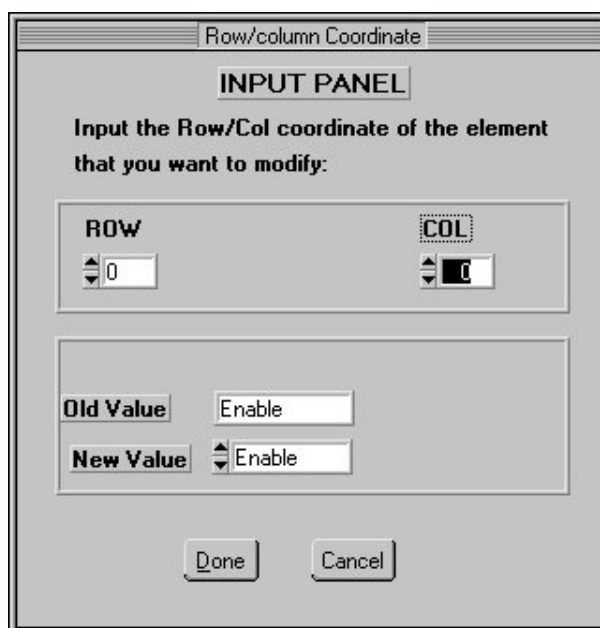 Row/column Coordinate
INPUT PANEL
Input the Row/Col coordinate of the element
that you want to modify:
ROW COL
0 0
Old Value Enable
New Value Enable
Done Cancel